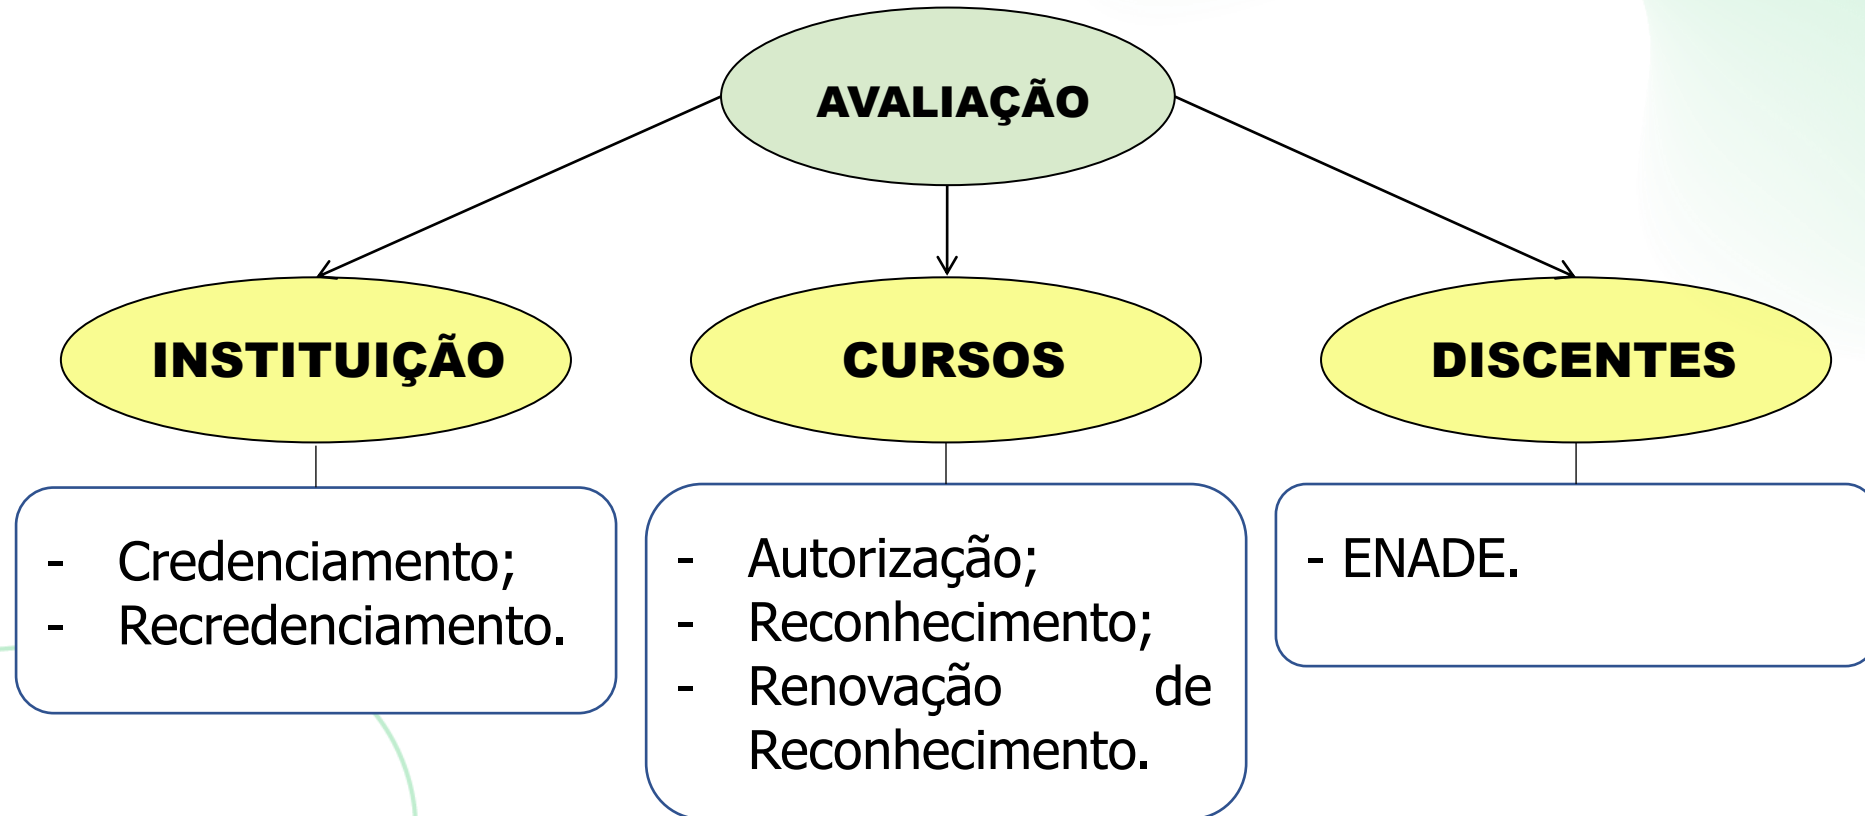 AVALIAÇÃO
INSTITUIÇÃO
CURSOS
DISCENTES
- Credenciamento;
- Recredenciamento.
- Autorização;
- Reconhecimento;
- Renovação de
Reconhecimento.
- ENADE.